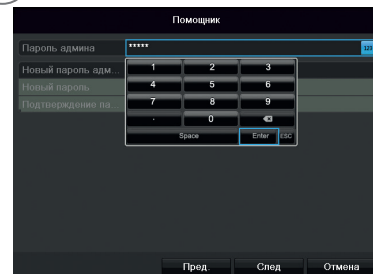 Помощник
Пароль админа ***** 123
Новый пароль адм...
Новый пароль
Подтверждение па...
1 2 3
4 5 6
7 8 9
. 0
Space Enter ESC
Пред. След Отмена